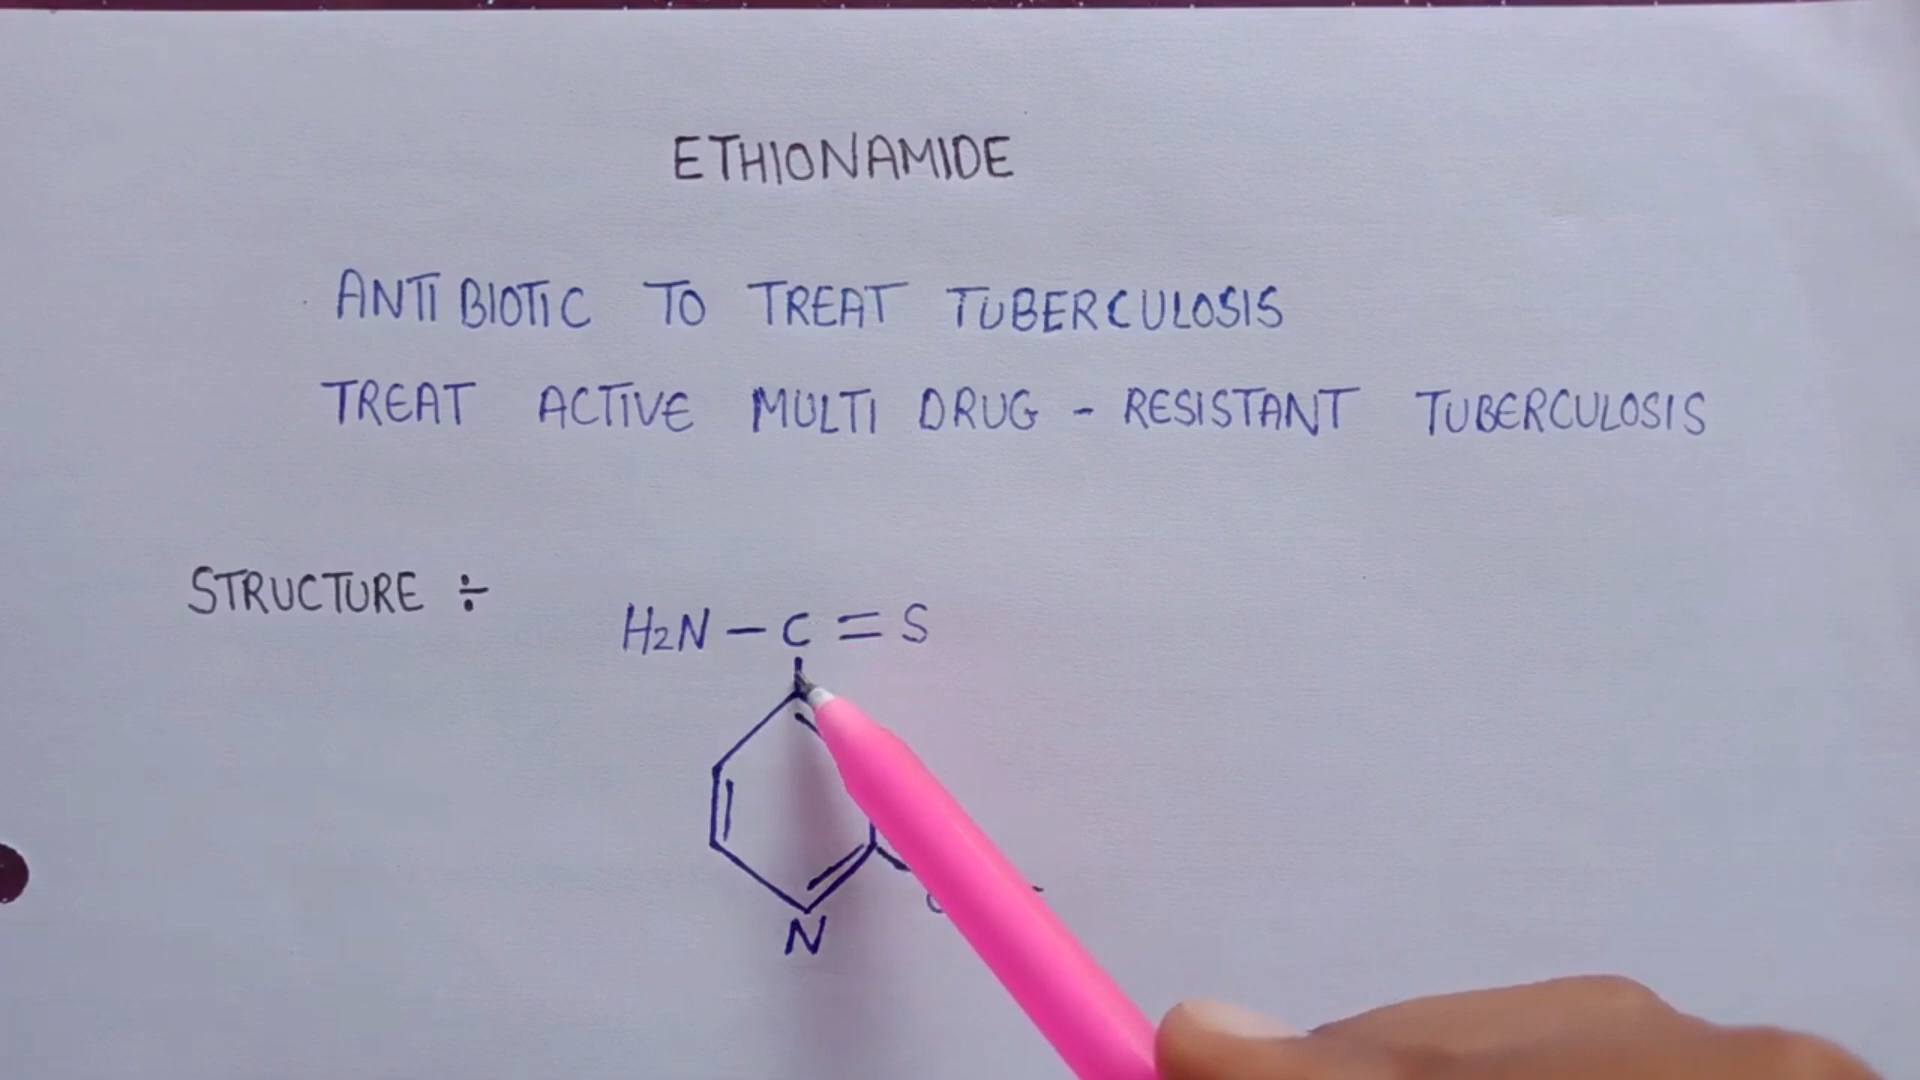 ETHIONAMIDE
ANTIBIOTIC TO TREAT TUBERCULOSIS
TREAT ACTIVE MULTI DRUG - RESISTANT TUBERCULOSIS
STRUCTURE ÷
H₂N - C = S
N